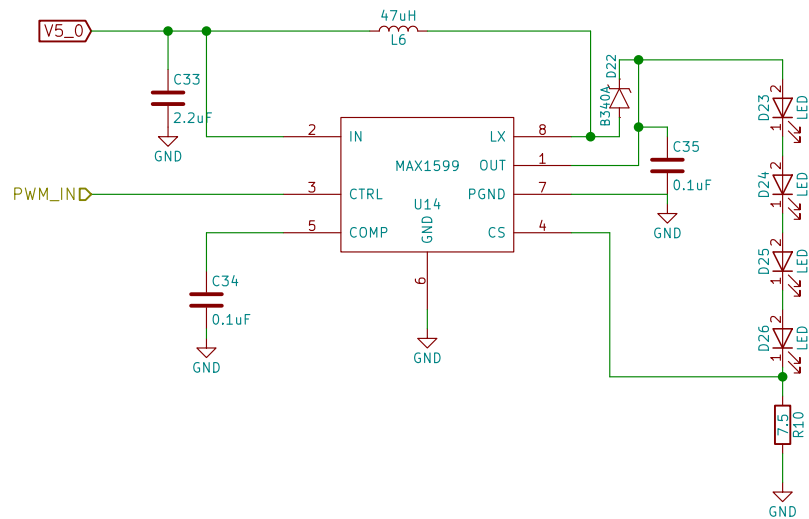 V5_0
47uH
L6
C33
2.2uF
GND
D22
B340A
D23
2
1
LED
2
IN
LX
8
MAX1599
OUT
1
C35
0.1uF
PWM_IN
3
CTRL
PGND
7
GND
D24
2
1
LED
U14
5
COMP
GND
CS
4
6
D25
2
1
LED
C34
0.1uF
GND
GND
D26
2
1
LED
7.5
R10
GND